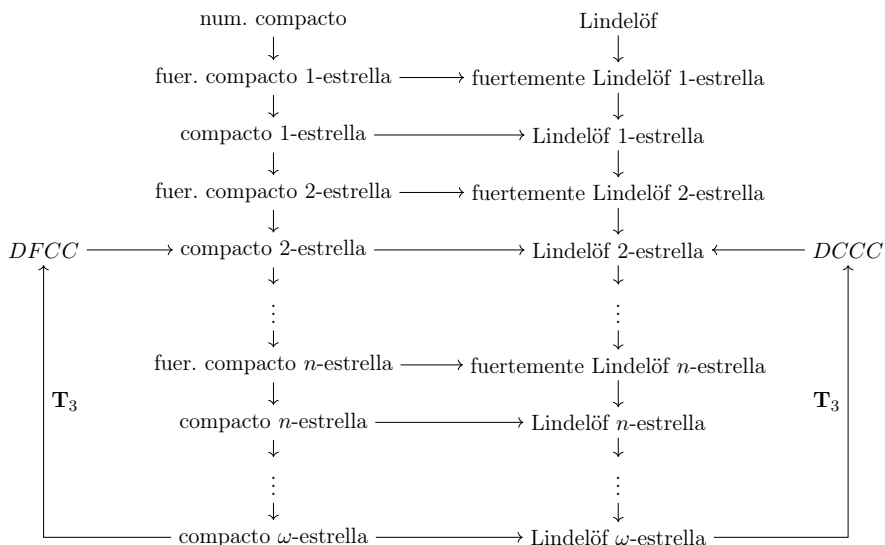 num. compacto Lindelöf
fuer. compacto 1-estrella fuertemente Lindelöf 1-estrella
compacto 1-estrella Lindelöf 1-estrella
fuer. compacto 2-estrella fuertemente Lindelöf 2-estrella
DFCC compacto 2-estrella Lindelöf 2-estrella DCCC
⋮ ⋮
fuer. compacto n-estrella fuertemente Lindelöf n-estrella
T₃ T₃
compacto n-estrella Lindelöf n-estrella
⋮ ⋮
compacto ω-estrella Lindelöf ω-estrella